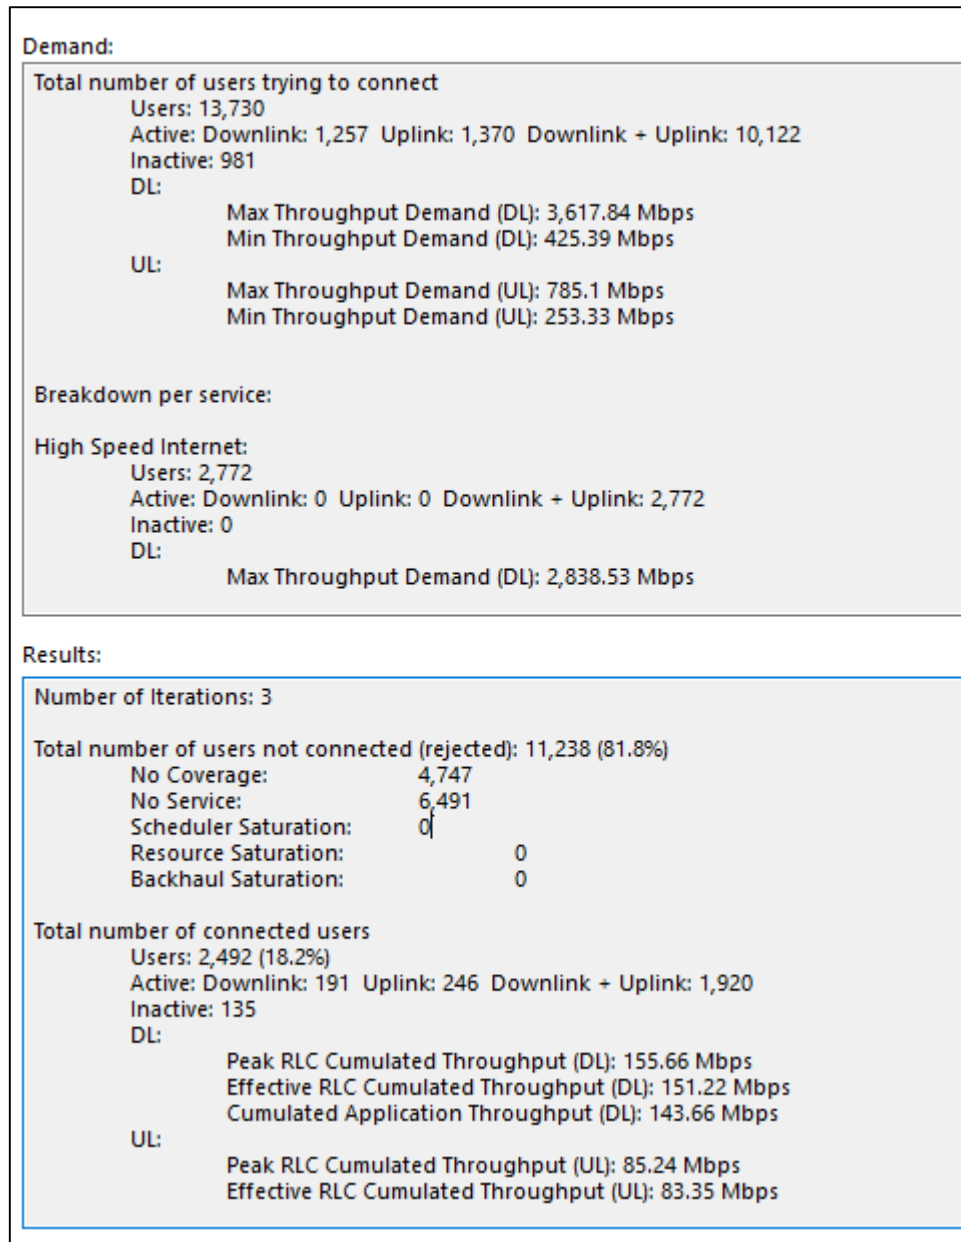 Demand:
Total number of users trying to connect
Users: 13,730
Active: Downlink: 1,257 Uplink: 1,370 Downlink + Uplink: 10,122
Inactive: 981
DL:
Max Throughput Demand (DL): 3,617.84 Mbps
Min Throughput Demand (DL): 425.39 Mbps
UL:
Max Throughput Demand (UL): 785.1 Mbps
Min Throughput Demand (UL): 253.33 Mbps
Breakdown per service:
High Speed Internet:
Users: 2,772
Active: Downlink: 0 Uplink: 0 Downlink + Uplink: 2,772
Inactive: 0
DL:
Max Throughput Demand (DL): 2,838.53 Mbps
Results:
Number of Iterations: 3
Total number of users not connected (rejected): 11,238 (81.8%)
No Coverage: 4,747
No Service: 6,491
Scheduler Saturation: 0
Resource Saturation: 0
Backhaul Saturation: 0
Total number of connected users
Users: 2,492 (18.2%)
Active: Downlink: 191 Uplink: 246 Downlink + Uplink: 1,920
Inactive: 135
DL:
Peak RLC Cumulated Throughput (DL): 155.66 Mbps
Effective RLC Cumulated Throughput (DL): 151.22 Mbps
Cumulated Application Throughput (DL): 143.66 Mbps
UL:
Peak RLC Cumulated Throughput (UL): 85.24 Mbps
Effective RLC Cumulated Throughput (UL): 83.35 Mbps